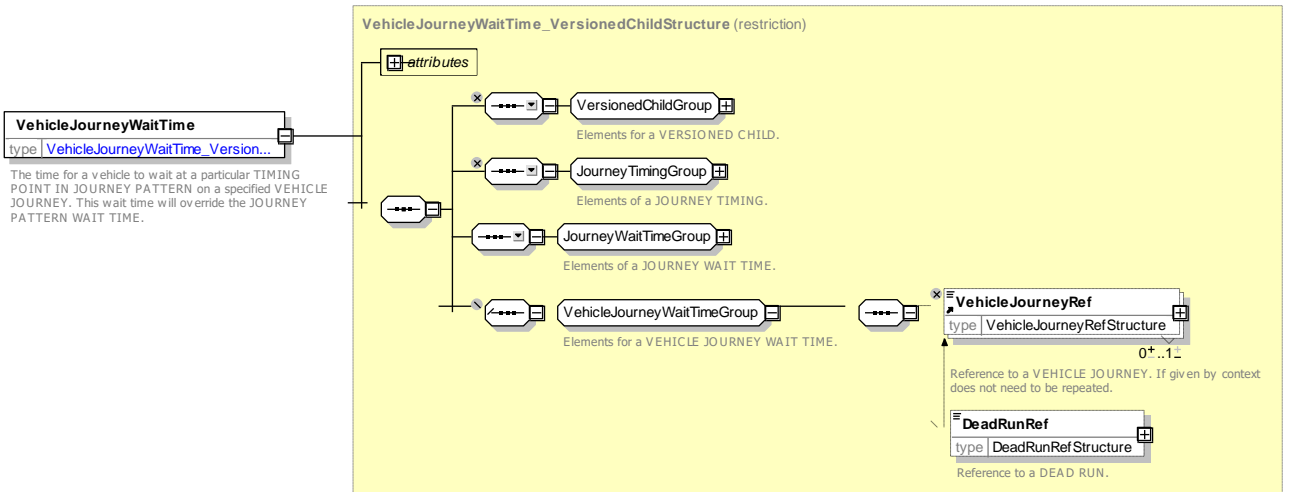 VehicleJourneyWaitTime_VersionedChildStructure (restriction)
attributes
VehicleJourneyWaitTime
type VehicleJourneyWaitTime_Version...
The time for a vehicle to wait at a particular TIMING
POINT IN JOURNEY PATTERN on a specified VEHICLE
JOURNEY. This wait time will override the JOURNEY
PATTERN WAIT TIME.
VersionedChildGroup
Elements for a VERSIONED CHILD.
JourneyTimingGroup
Elements of a JOURNEY TIMING.
JourneyWaitTimeGroup
Elements of a JOURNEY WAIT TIME.
VehicleJourneyWaitTimeGroup
Elements for a VEHICLE JOURNEY WAIT TIME.
VehicleJourneyRef
type VehicleJourneyRefStructure
0±..1±
Reference to a VEHICLE JOURNEY. If given by context
does not need to be repeated.
DeadRunRef
type DeadRunRefStructure
Reference to a DEAD RUN.